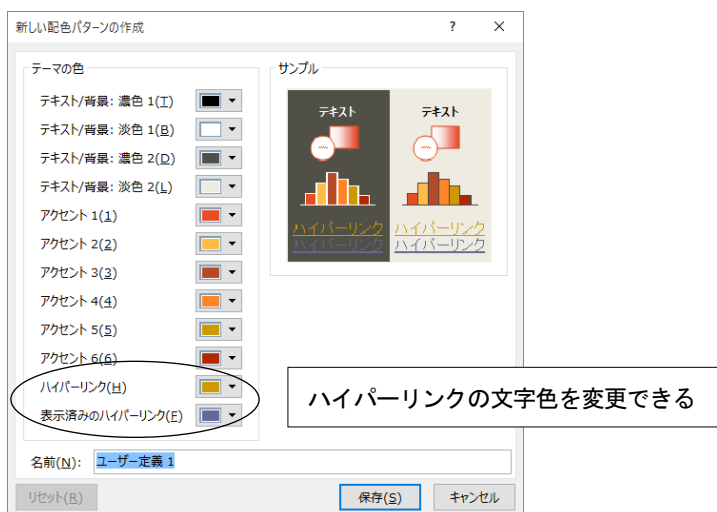 新しい配色パターンの作成
テーマの色
テキスト/背景: 濃色 1(T)
テキスト/背景: 淡色 1(B)
テキスト/背景: 濃色 2(D)
テキスト/背景: 淡色 2(L)
アクセント 1(1)
アクセント 2(2)
アクセント 3(3)
アクセント 4(4)
アクセント 5(5)
アクセント 6(6)
ハイパーリンク(H)
表示済みのハイパーリンク(F)
サンプル
テキスト テキスト
ハイパーリンク ハイパーリンク
ハイパーリンク ハイパーリンク
ハイパーリンクの文字色を変更できる
名前(N): ユーザー定義 1
リセット(R) 保存(S) キャンセル